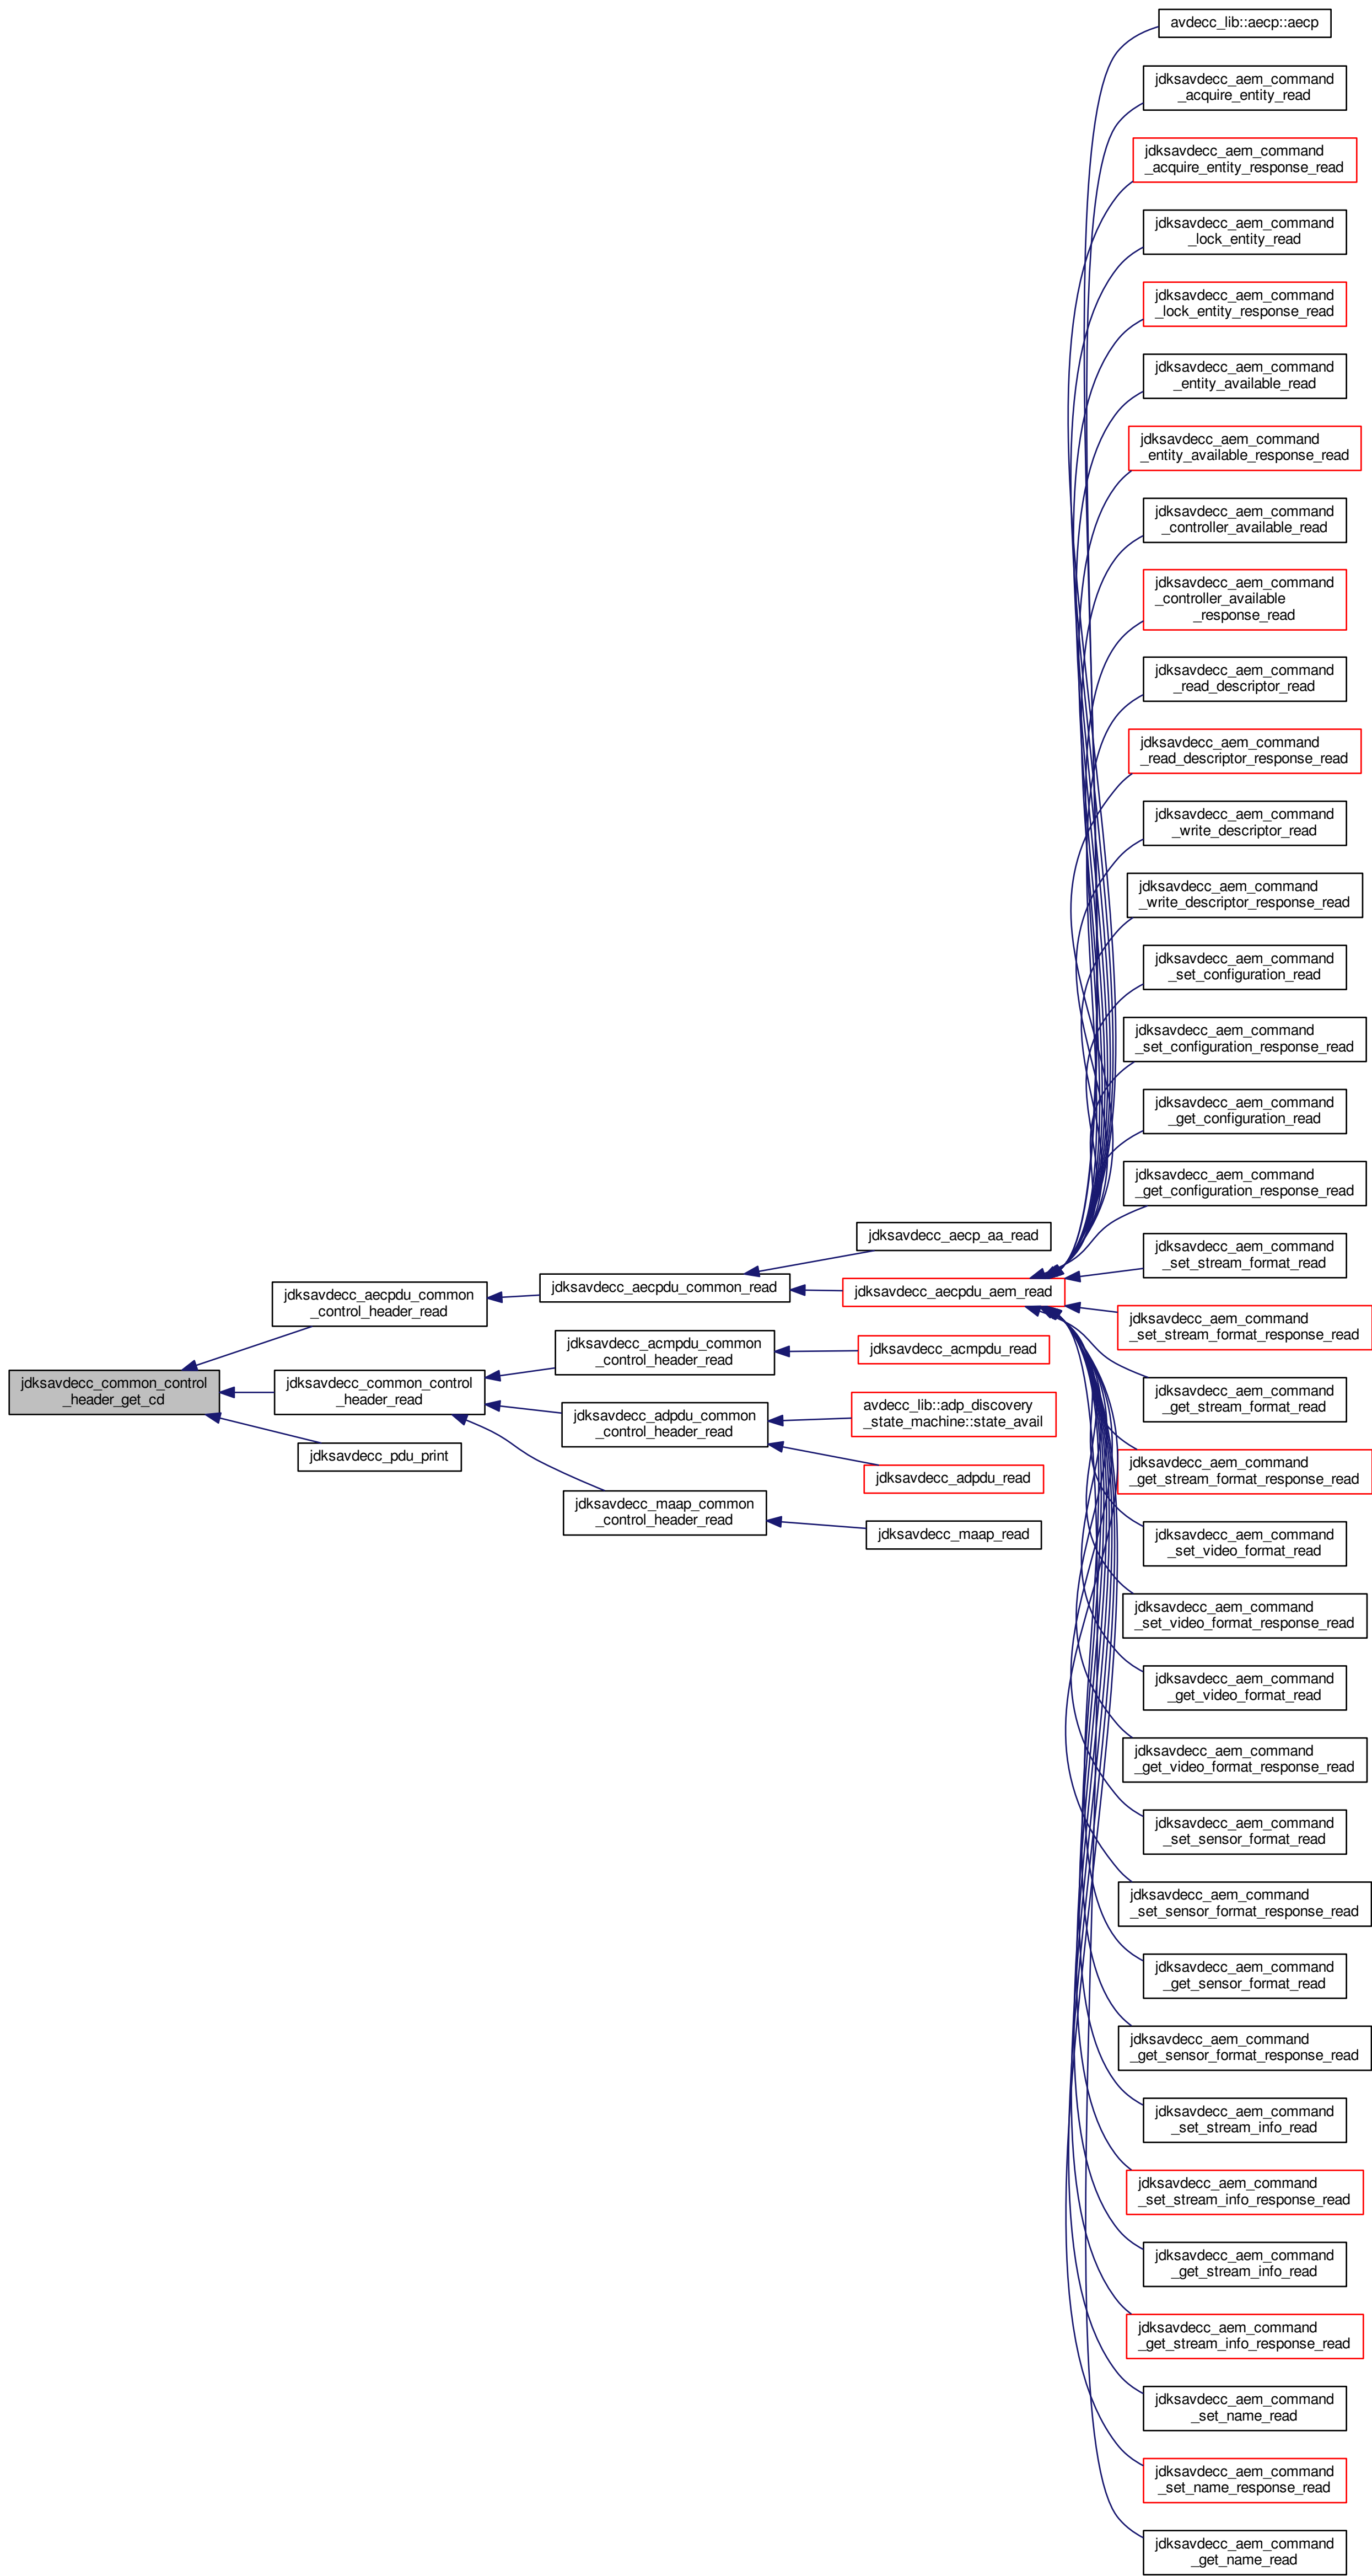 jdksavdecc_common_control
_header_get_cd
jdksavdecc_aecpdu_common
_control_header_read
jdksavdecc_common_control
_header_read
jdksavdecc_pdu_print
jdksavdecc_aecpdu_common_read
jdksavdecc_acmpdu_common
_control_header_read
jdksavdecc_adpdu_common
_control_header_read
jdksavdecc_maap_common
_control_header_read
jdksavdecc_aecp_aa_read
jdksavdecc_aecpdu_aem_read
jdksavdecc_acmpdu_read
avdecc_lib::adp_discovery
_state_machine::state_avail
jdksavdecc_adpdu_read
jdksavdecc_maap_read
avdecc_lib::aecp::aecp
jdksavdecc_aem_command
_acquire_entity_read
jdksavdecc_aem_command
_acquire_entity_response_read
jdksavdecc_aem_command
_lock_entity_read
jdksavdecc_aem_command
_lock_entity_response_read
jdksavdecc_aem_command
_entity_available_read
jdksavdecc_aem_command
_entity_available_response_read
jdksavdecc_aem_command
_controller_available_read
jdksavdecc_aem_command
_controller_available
_response_read
jdksavdecc_aem_command
_read_descriptor_read
jdksavdecc_aem_command
_read_descriptor_response_read
jdksavdecc_aem_command
_write_descriptor_read
jdksavdecc_aem_command
_write_descriptor_response_read
jdksavdecc_aem_command
_set_configuration_read
jdksavdecc_aem_command
_set_configuration_response_read
jdksavdecc_aem_command
_get_configuration_read
jdksavdecc_aem_command
_get_configuration_response_read
jdksavdecc_aem_command
_set_stream_format_read
jdksavdecc_aem_command
_set_stream_format_response_read
jdksavdecc_aem_command
_get_stream_format_read
jdksavdecc_aem_command
_get_stream_format_response_read
jdksavdecc_aem_command
_set_video_format_read
jdksavdecc_aem_command
_set_video_format_response_read
jdksavdecc_aem_command
_get_video_format_read
jdksavdecc_aem_command
_get_video_format_response_read
jdksavdecc_aem_command
_set_sensor_format_read
jdksavdecc_aem_command
_set_sensor_format_response_read
jdksavdecc_aem_command
_get_sensor_format_read
jdksavdecc_aem_command
_get_sensor_format_response_read
jdksavdecc_aem_command
_set_stream_info_read
jdksavdecc_aem_command
_set_stream_info_response_read
jdksavdecc_aem_command
_get_stream_info_read
jdksavdecc_aem_command
_get_stream_info_response_read
jdksavdecc_aem_command
_set_name_read
jdksavdecc_aem_command
_set_name_response_read
jdksavdecc_aem_command
_get_name_read